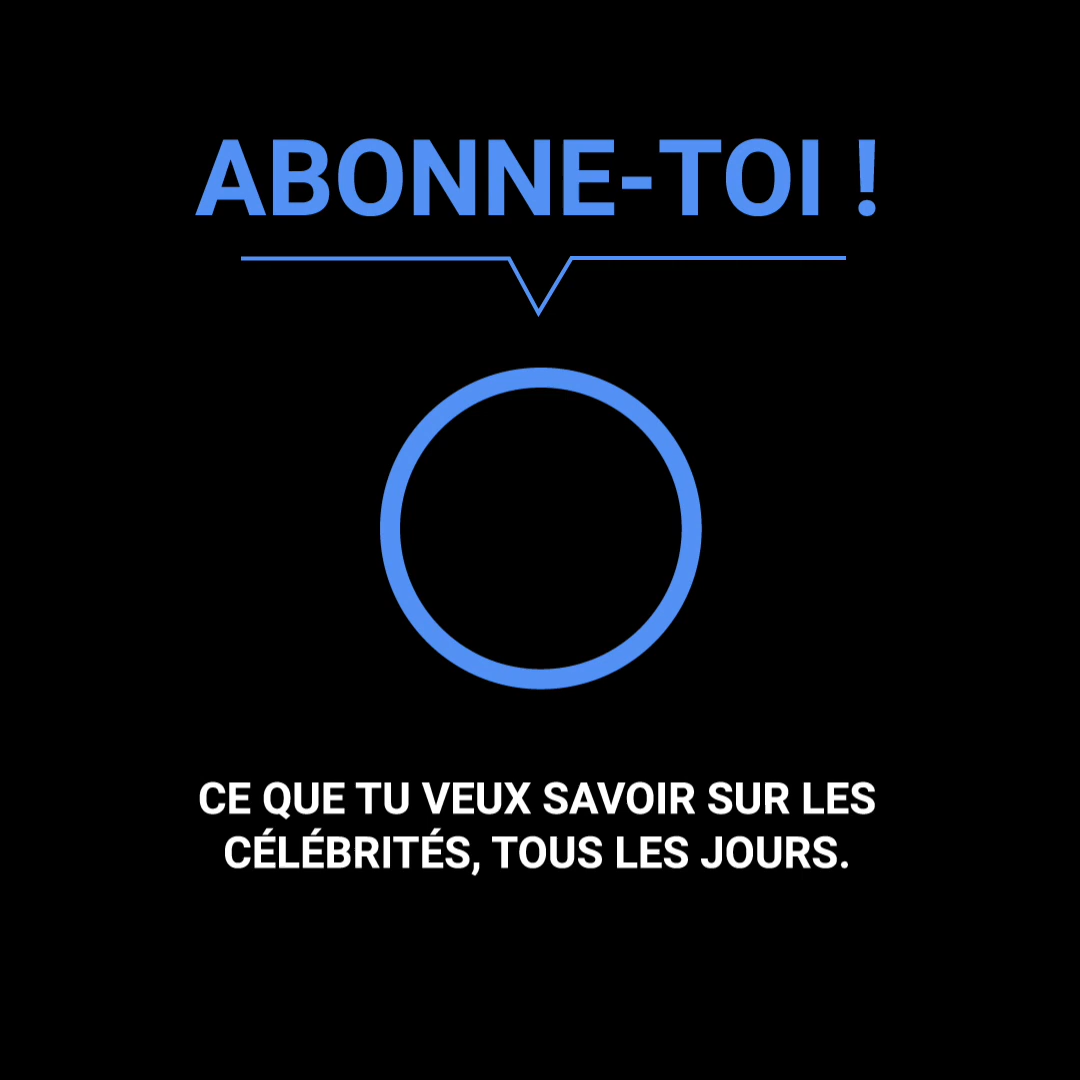 ABONNE-TOI !
CE QUE TU VEUX SAVOIR SUR LES
CÉLÉBRITÉS, TOUS LES JOURS.